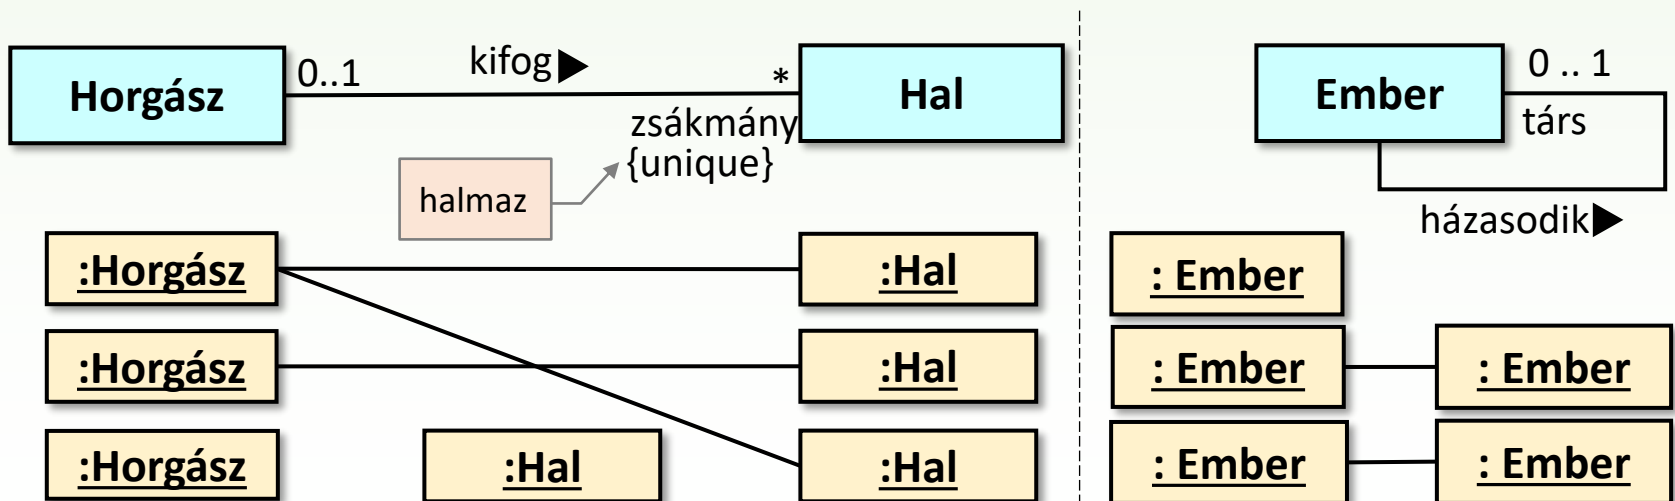 Horgász
0..1
kifog
*
Hal
zsákmány
{unique}
halmaz
:Horgász
:Hal
:Horgász
:Hal
:Horgász
:Hal
:Hal
Ember
0 .. 1
társ
házasodik
: Ember
: Ember
: Ember
: Ember
: Ember